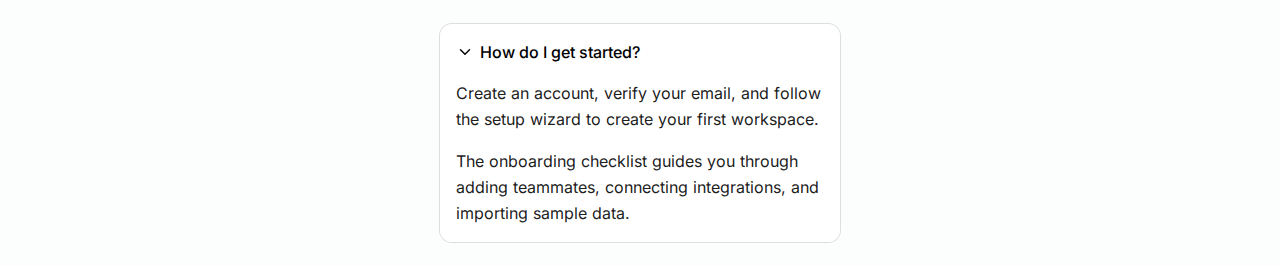 How do I get started?
Create an account, verify your email, and follow
the setup wizard to create your first workspace.
The onboarding checklist guides you through
adding teammates, connecting integrations, and
importing sample data.